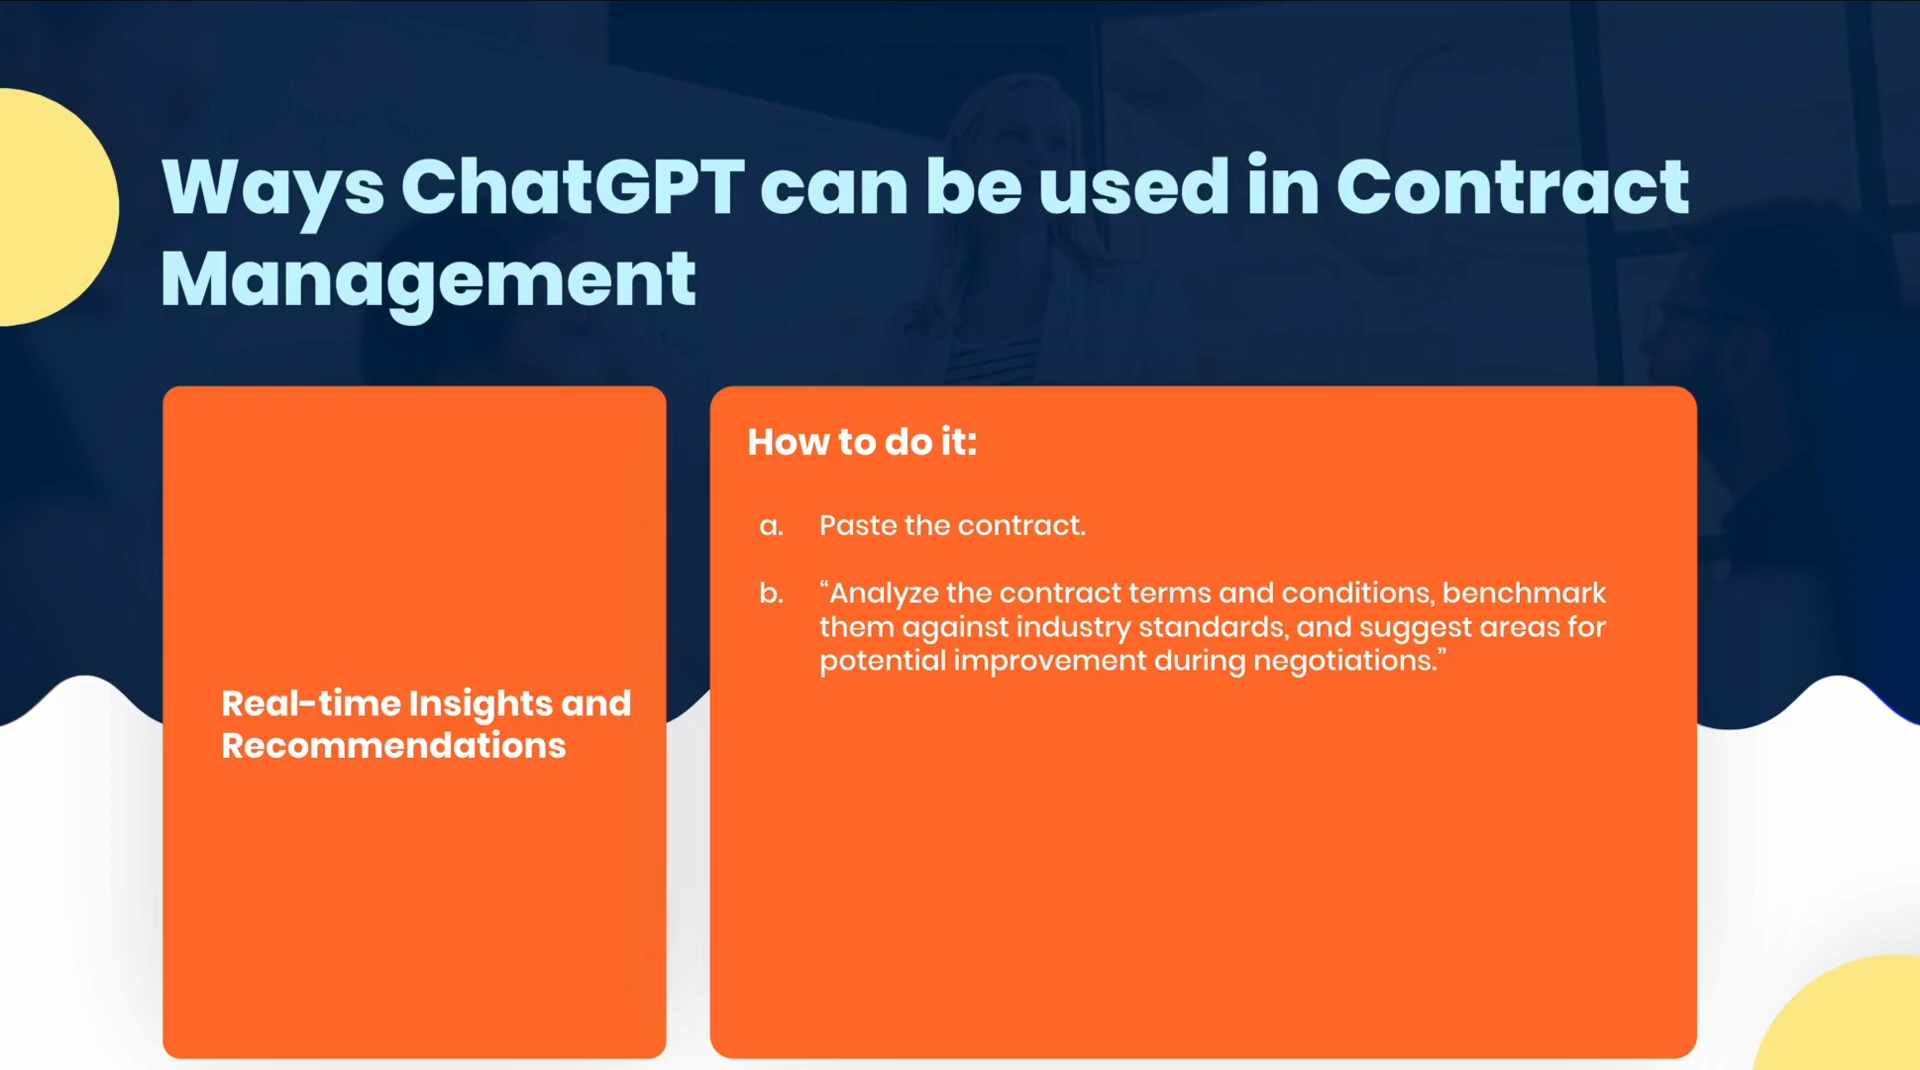 Ways ChatGPT can be used in Contract
Management
Real-time Insights and
Recommendations
How to do it:
a. Paste the contract.
b. “Analyze the contract terms and conditions, benchmark
them against industry standards, and suggest areas for
potential improvement during negotiations.”